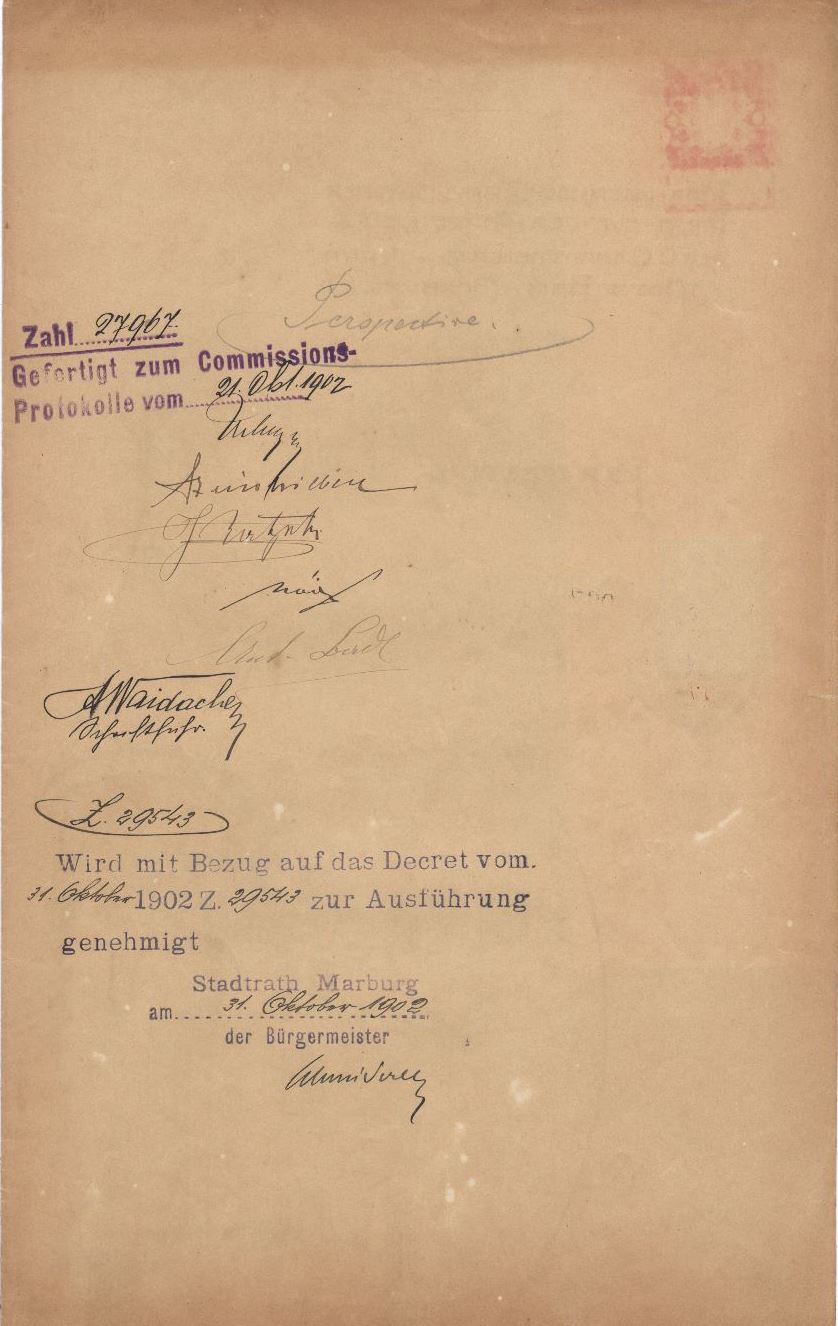 Perspective.
Zahl 27967.
Gefertigt zum Commissions-
Protokolle vom 21. Okt. 1902
A Waidacher
Schriftführ.
Z. 29543
Wird mit Bezug auf das Decret vom.
31. Oktober 1902 Z. 29543 zur Ausführung
genehmigt
Stadtrath Marburg
am 31. Oktober 1902
der Bürgermeister